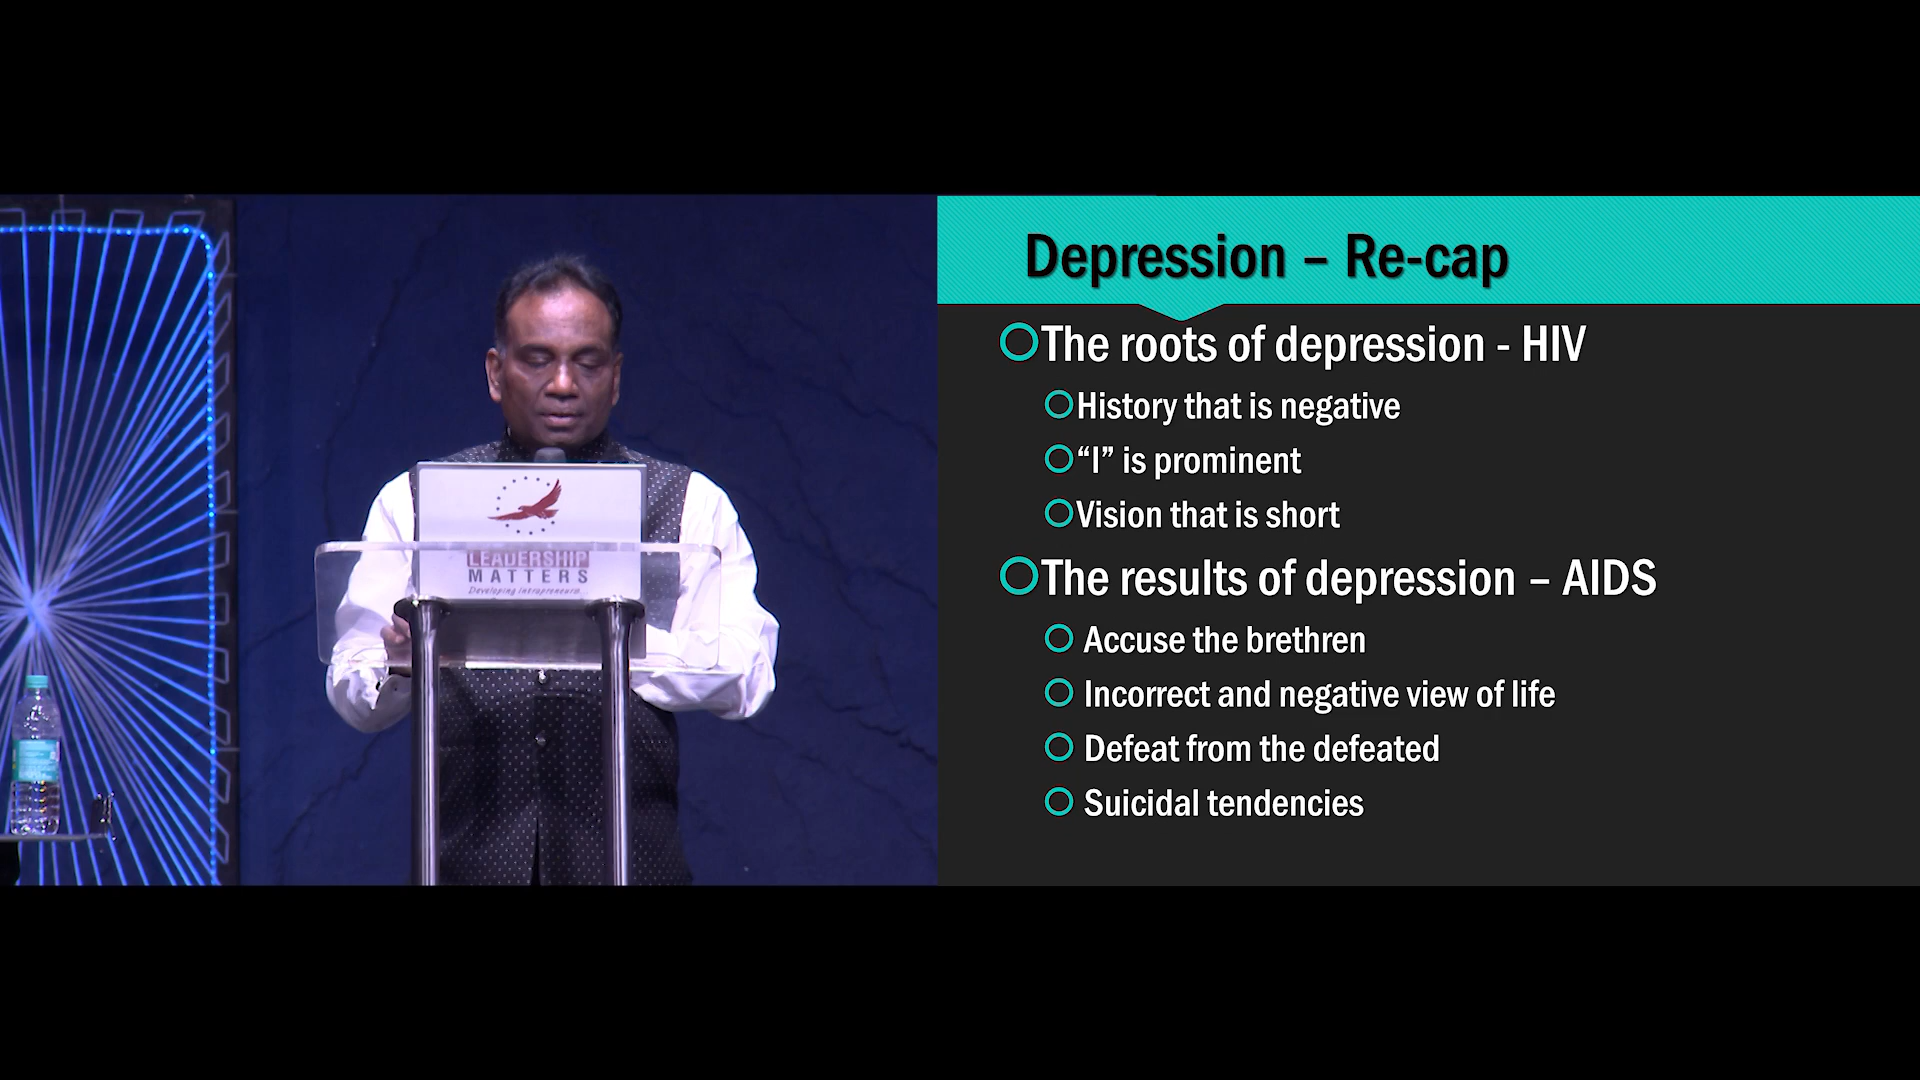 LEADERSHIP
MATTERS
Developing intrapreneurs...
Depression – Re-cap
The roots of depression - HIV
History that is negative
“I” is prominent
Vision that is short
The results of depression – AIDS
Accuse the brethren
Incorrect and negative view of life
Defeat from the defeated
Suicidal tendencies